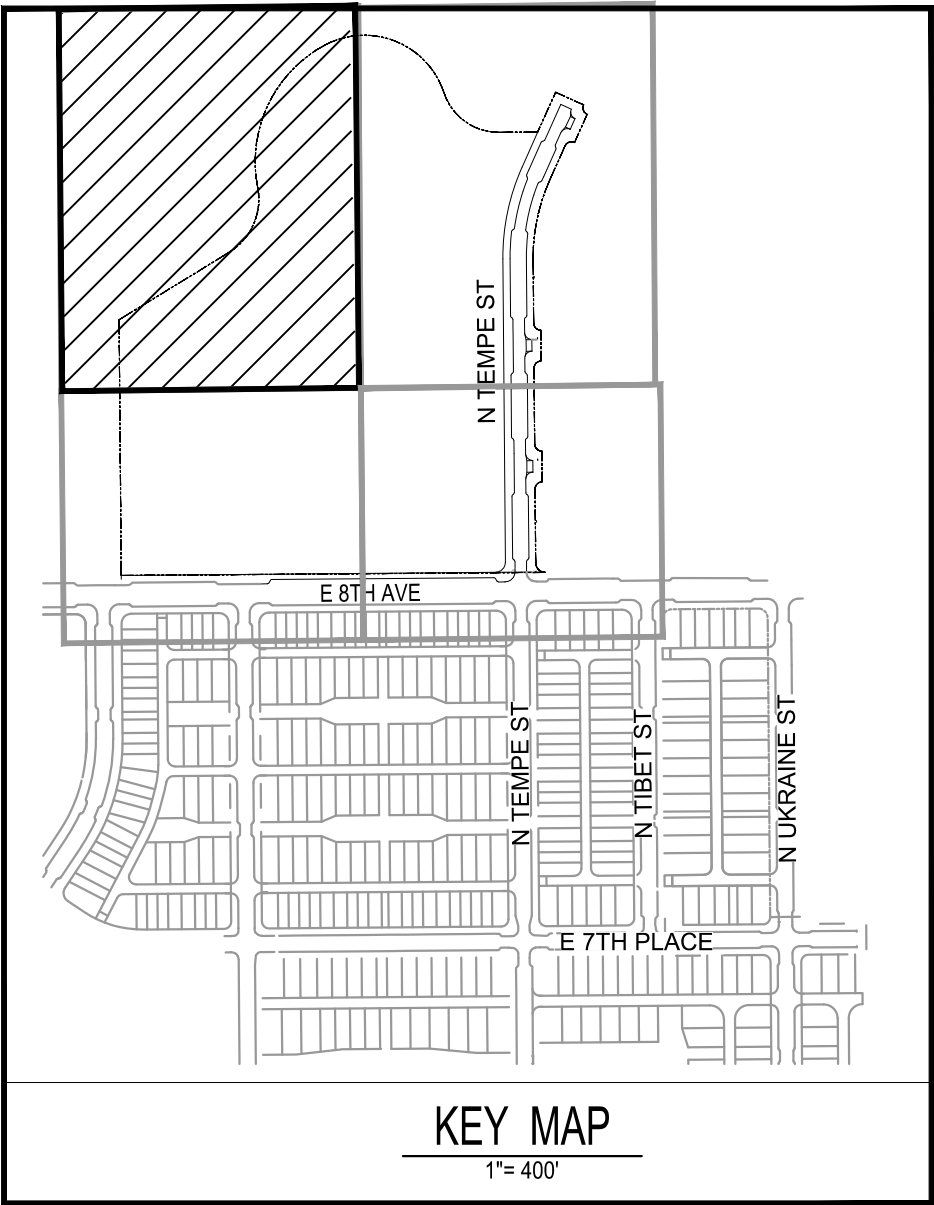 N TEMPE ST
E 8TH AVE
N TEMPE ST
N TIBET ST
N UKRAINE ST
E 7TH PLACE
KEY MAP
1"= 400'